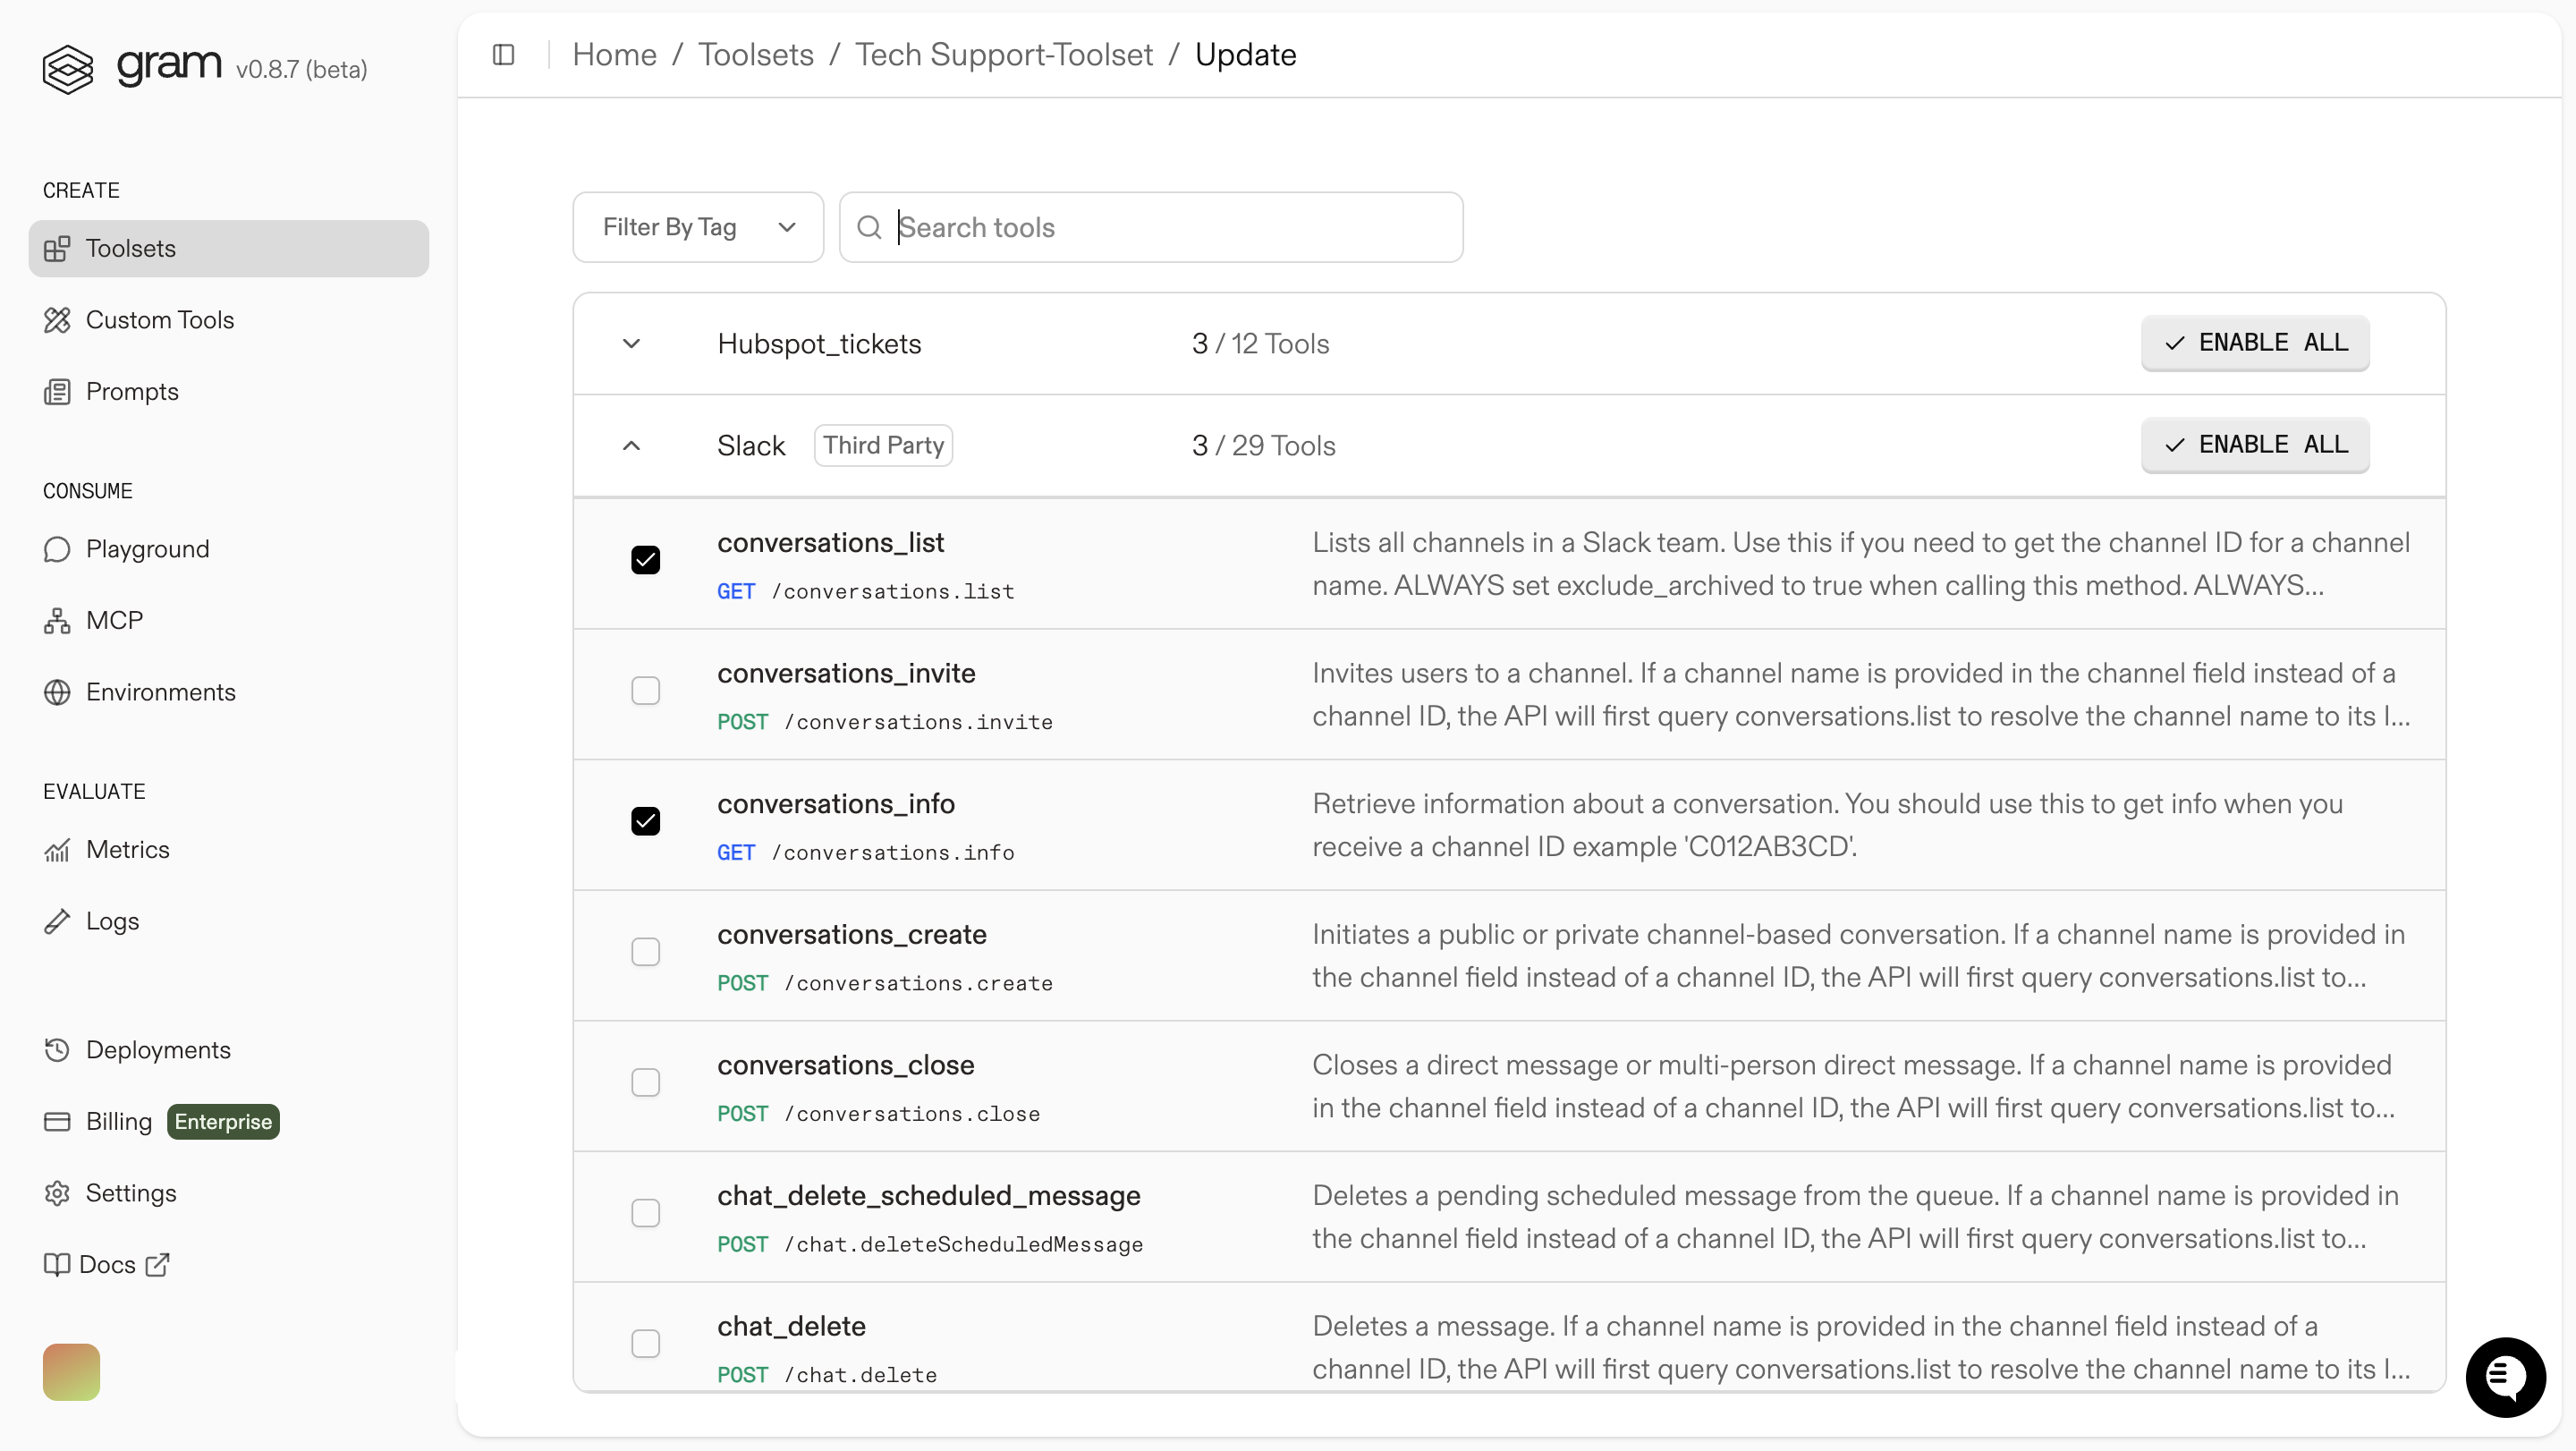 gram v0.8.7 (beta)
CREATE
Toolsets
Custom Tools
Prompts
CONSUME
Playground
MCP
Environments
EVALUATE
Metrics
Logs
Deployments
Billing Enterprise
Settings
Docs
Home / Toolsets / Tech Support-Toolset / Update
Filter By Tag
Search tools
Hubspot_tickets 3 / 12 Tools ENABLE ALL
Slack Third Party 3 / 29 Tools ENABLE ALL
conversations_list
GET /conversations.list
Lists all channels in a Slack team. Use this if you need to get the channel ID for a channel
name. ALWAYS set exclude_archived to true when calling this method. ALWAYS...
conversations_invite
POST /conversations.invite
Invites users to a channel. If a channel name is provided in the channel field instead of a
channel ID, the API will first query conversations.list to resolve the channel name to its I...
conversations_info
GET /conversations.info
Retrieve information about a conversation. You should use this to get info when you
receive a channel ID example 'C012AB3CD'.
conversations_create
POST /conversations.create
Initiates a public or private channel-based conversation. If a channel name is provided in
the channel field instead of a channel ID, the API will first query conversations.list to...
conversations_close
POST /conversations.close
Closes a direct message or multi-person direct message. If a channel name is provided
in the channel field instead of a channel ID, the API will first query conversations.list to...
chat_delete_scheduled_message
POST /chat.deleteScheduledMessage
Deletes a pending scheduled message from the queue. If a channel name is provided in
the channel field instead of a channel ID, the API will first query conversations.list to...
chat_delete
POST /chat.delete
Deletes a message. If a channel name is provided in the channel field instead of a
channel ID, the API will first query conversations.list to resolve the channel name to its I...